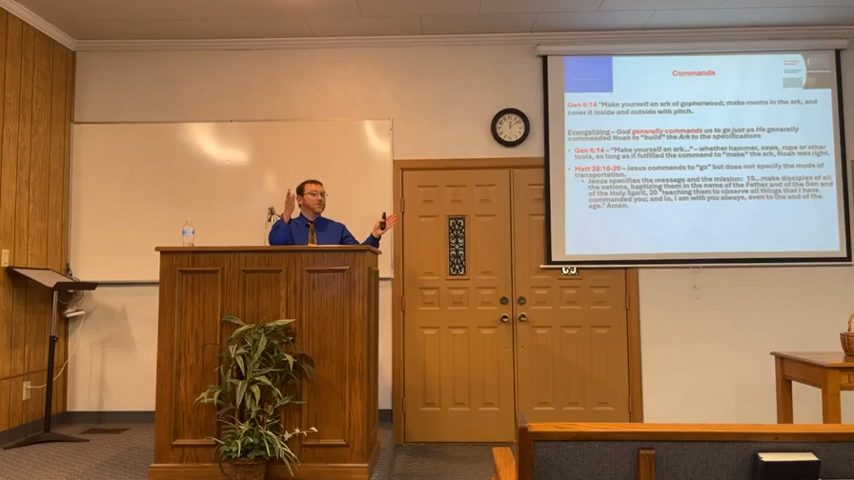 Commands
Gen 6:14 "Make yourself an ark of gopherwood; make rooms in the ark, and
cover it inside and outside with pitch.
Evangelizing – God generally commands us to go just as He generally
commanded Noah to "build" the Ark to the specifications
• Gen 6:14 – "Make yourself an ark..." – whether hammer, saws, rope or other
tools, so long as it fulfilled the command to "make" the ark, Noah was right.
• Matt 28:18-20 – Jesus commands to "go" but does not specify the mode of
transportation.
• Jesus specifies the message and the mission: 19...make disciples of all
the nations, baptizing them in the name of the Father and of the Son and
of the Holy Spirit, 20 "teaching them to observe all things that I have
commanded you; and lo, I am with you always, even to the end of the
age." Amen.